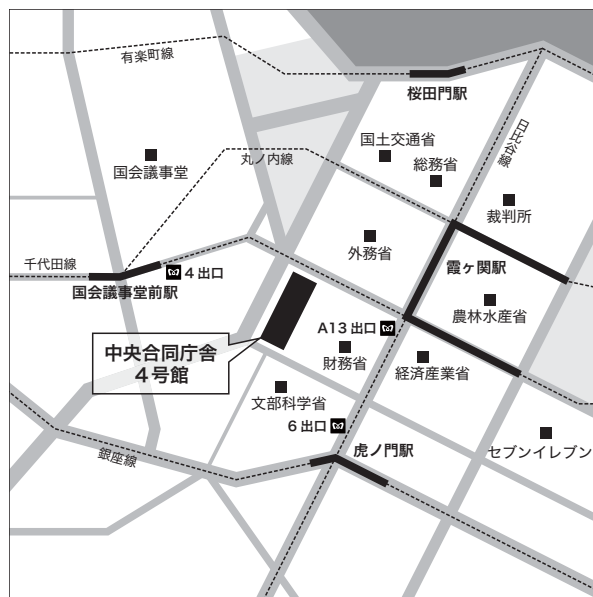 有楽町線
桜田門駅
日比谷線
国土交通省
総務省
国会議事堂
丸ノ内線
裁判所
外務省
千代田線
4出口
国会議事堂前駅
霞ヶ関駅
農林水産省
A13出口
中央合同庁舎
4号館
財務省
経済産業省
文部科学省
6出口
虎ノ門駅
セブンイレブン
銀座線